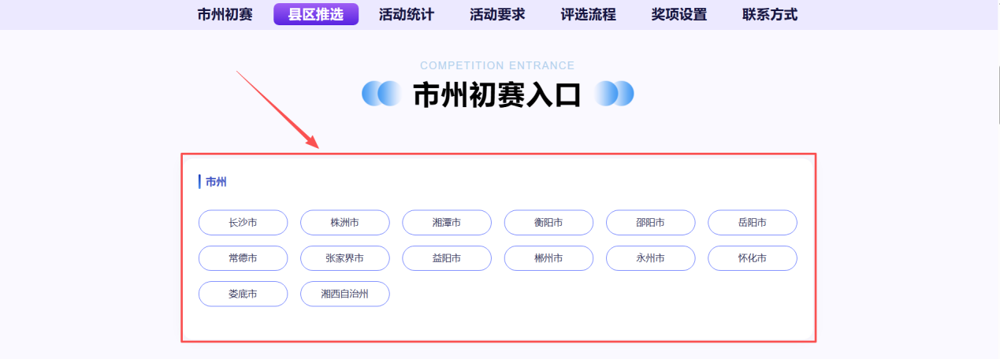 市州初赛 县区推选 活动统计 活动要求 评选流程 奖项设置 联系方式
COMPETITION ENTRANCE
市州初赛入口
市州
长沙市 株洲市 湘潭市 衡阳市 邵阳市 岳阳市
常德市 张家界市 益阳市 郴州市 永州市 怀化市
娄底市 湘西自治州